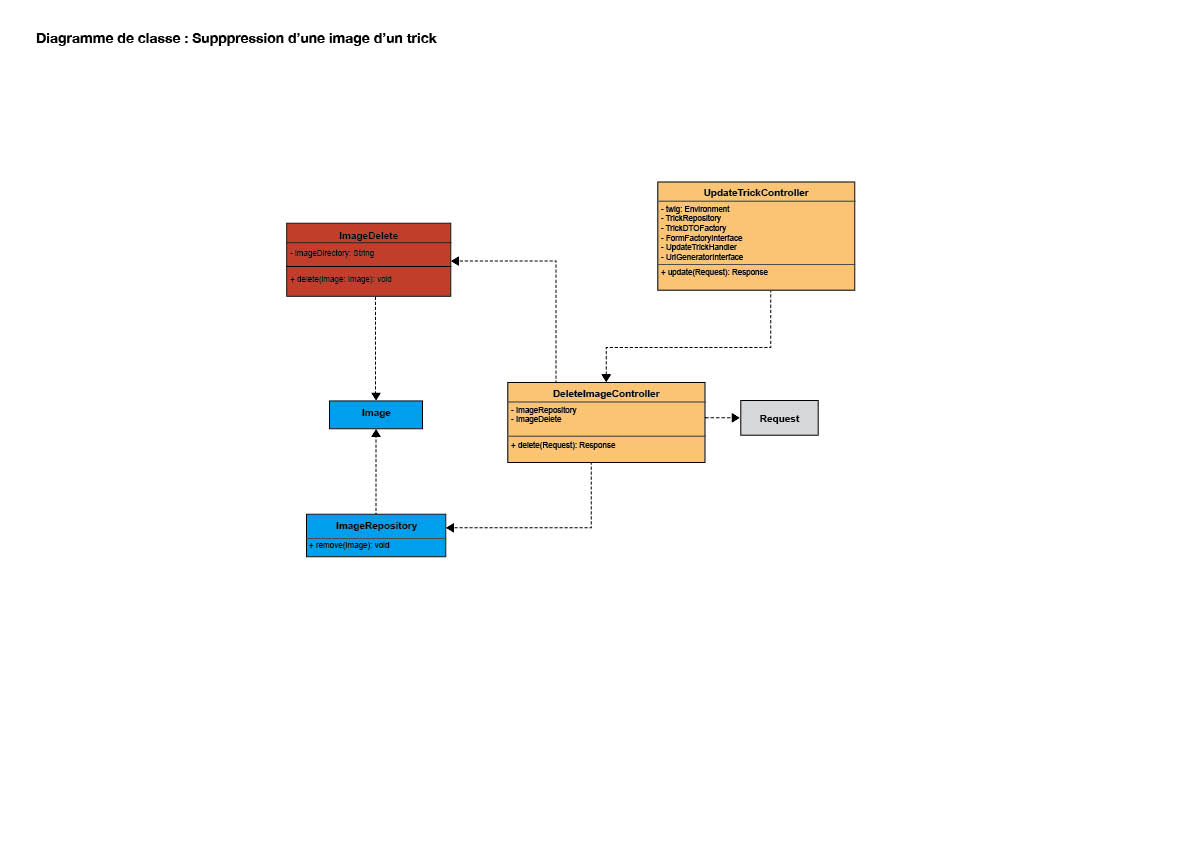 Diagramme de classe : Supppression d’une image d’un trick
UpdateTrickController
- twig: Environment
- TrickRepository
- TrickDTOFactory
- FormFactoryInterface
- UpdateTrickHandler
- UrlGeneratorInterface
+ update(Request): Response
ImageDelete
- imageDirectory: String
+ delete(Image: Image): void
DeleteImageController
- ImageRepository
- ImageDelete
+ delete(Request): Response
Request
Image
ImageRepository
+ remove(Image): void